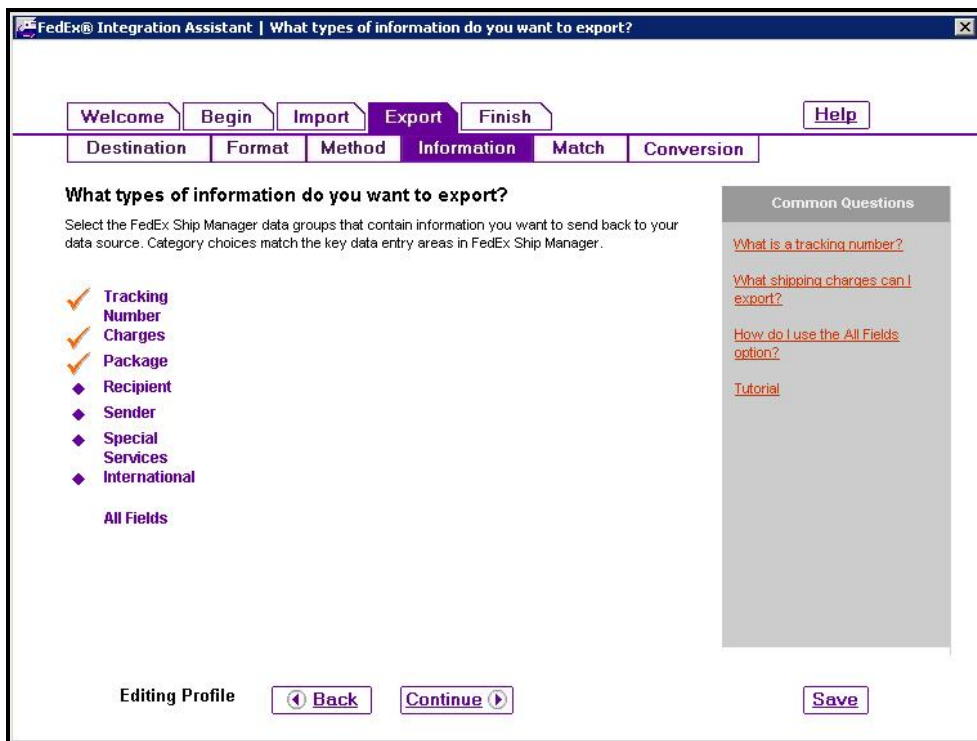 FedEx® Integration Assistant | What types of information do you want to export?
Welcome Begin Import Export Finish Help
Destination Format Method Information Match Conversion
What types of information do you want to export?
Select the FedEx Ship Manager data groups that contain information you want to send back to your
data source. Category choices match the key data entry areas in FedEx Ship Manager.
Tracking
Number
Charges
Package
Recipient
Sender
Special
Services
International
All Fields
Common Questions
What is a tracking number?
What shipping charges can I
export?
How do I use the All Fields
option?
Tutorial
Editing Profile Back Continue Save